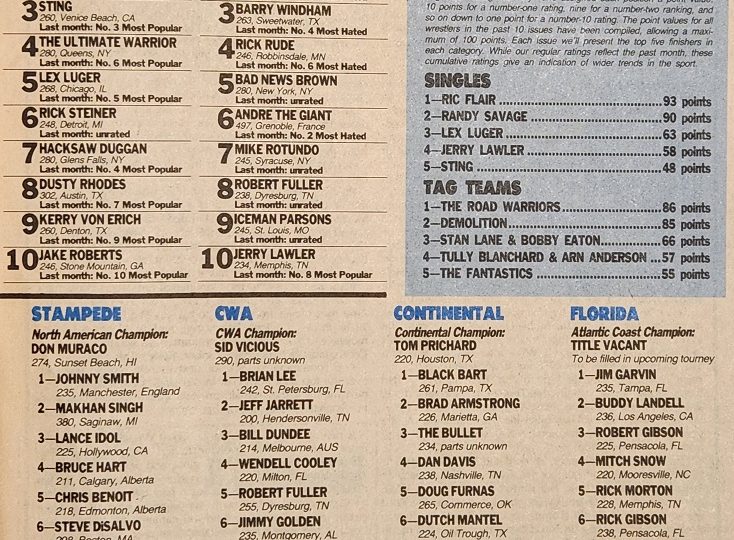 3 STING
260, Venice Beach, CA
Last month: No. 3 Most Popular
4 THE ULTIMATE WARRIOR
280, Queens, NY
Last month: No. 6 Most Popular
5 LEX LUGER
268, Chicago, IL
Last month: No. 5 Most Popular
6 RICK STEINER
248, Detroit, MI
Last month: unrated
7 HACKSAW DUGGAN
280, Glens Falls, NY
Last month: No. 4 Most Popular
8 DUSTY RHODES
302, Austin, TX
Last month: No. 7 Most Popular
9 KERRY VON ERICH
260, Denton, TX
Last month: No. 9 Most Popular
10 JAKE ROBERTS
246, Stone Mountain, GA
Last month: No. 10 Most Popular
3 BARRY WINDHAM
263, Sweetwater, TX
Last month: No. 4 Most Hated
4 RICK RUDE
246, Robbinsdale, MN
Last month: No. 6 Most Hated
5 BAD NEWS BROWN
280, New York, NY
Last month: unrated
6 ANDRE THE GIANT
497, Grenoble, France
Last month: No. 2 Most Hated
7 MIKE ROTUNDO
245, Syracuse, NY
Last month: unrated
8 ROBERT FULLER
238, Dyresburg, TN
Last month: unrated
9 ICEMAN PARSONS
245, St. Louis, MO
Last month: unrated
10 JERRY LAWLER
234, Memphis, TN
Last month: No. 8 Most Popular
10 points for a number-one rating, nine for a number-two ranking, and
so on down to one point for a number-10 rating. The point values for all
wrestlers in the past 10 issues have been compiled, allowing a maxi-
mum of 100 points. Each issue we'll present the top five finishers in
each category. While our regular ratings reflect the past month, these
cumulative ratings give an indication of wider trends in the sport.
SINGLES
1—RIC FLAIR 93 points
2—RANDY SAVAGE 90 points
3—LEX LUGER 63 points
4—JERRY LAWLER 58 points
5—STING 48 points
TAG TEAMS
1—THE ROAD WARRIORS 86 points
2—DEMOLITION 85 points
3—STAN LANE & BOBBY EATON 66 points
4—TULLY BLANCHARD & ARN ANDERSON 57 points
5—THE FANTASTICS 55 points
STAMPEDE
North American Champion:
DON MURACO
274, Sunset Beach, HI
1—JOHNNY SMITH
235, Manchester, England
2—MAKHAN SINGH
380, Saginaw, MI
3—LANCE IDOL
225, Hollywood, CA
4—BRUCE HART
211, Calgary, Alberta
5—CHRIS BENOIT
218, Edmonton, Alberta
6—STEVE DiSALVO
Boston, MA
CWA
CWA Champion:
SID VICIOUS
290, parts unknown
1—BRIAN LEE
242, St. Petersburg, FL
2—JEFF JARRETT
200, Hendersonville, TN
3—BILL DUNDEE
214, Melbourne, AUS
4—WENDELL COOLEY
220, Milton, FL
5—ROBERT FULLER
255, Dyresburg, TN
6—JIMMY GOLDEN
235, Montgomery, AL
CONTINENTAL
Continental Champion:
TOM PRICHARD
220, Houston, TX
1—BLACK BART
261, Pampa, TX
2—BRAD ARMSTRONG
226, Marietta, GA
3—THE BULLET
234, parts unknown
4—DAN DAVIS
238, Nashville, TN
5—DOUG FURNAS
265, Commerce, OK
6—DUTCH MANTEL
224, Oil Trough, TX
FLORIDA
Atlantic Coast Champion:
TITLE VACANT
To be filled in upcoming tourney
1—JIM GARVIN
235, Tampa, FL
2—BUDDY LANDELL
236, Los Angeles, CA
3—ROBERT GIBSON
225, Pensacola, FL
4—MITCH SNOW
220, Mooresville, NC
5—RICK MORTON
228, Memphis, TN
6—RICK GIBSON
238, Pensacola, FL